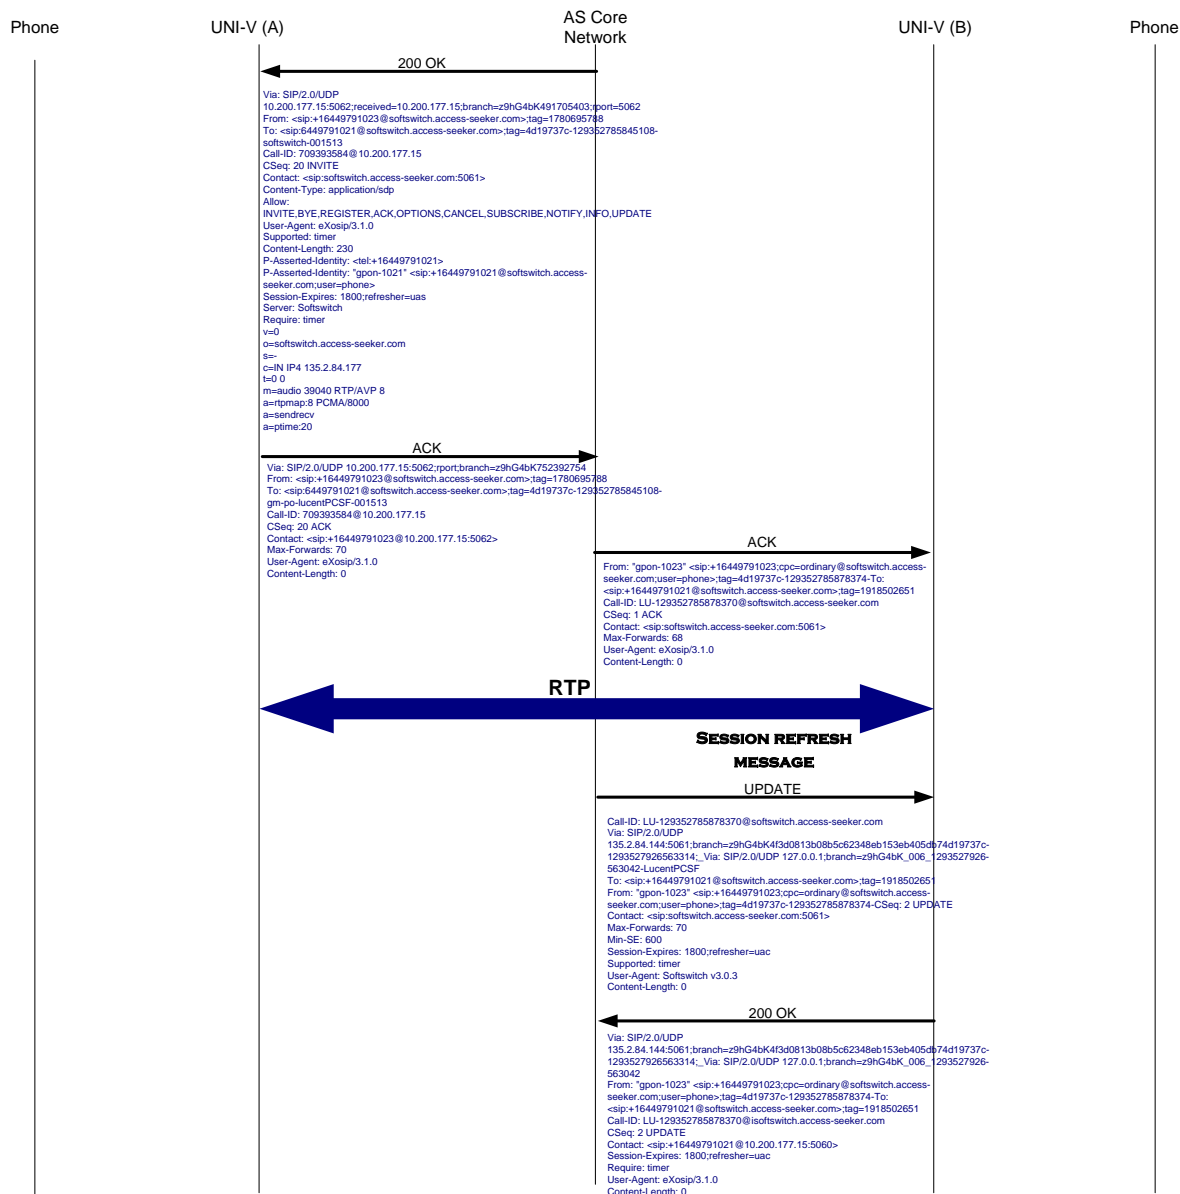 Phone
UNI-V (A)
AS Core
Network
UNI-V (B)
Phone
200 OK
Via: SIP/2.0/UDP
10.200.177.15:5062;received=10.200.177.15;branch=z9hG4bK491705403;rport=5062
From: <sip:+16449791023@softswitch.access-seeker.com>;tag=1780695788
To: <sip:6449791021@softswitch.access-seeker.com>;tag=4d19737c-129352785845108-
softswitch-001513
Call-ID: 709393584@10.200.177.15
CSeq: 20 INVITE
Contact: <sip:softswitch.access-seeker.com:5061>
Content-Type: application/sdp
Allow:
INVITE,BYE,REGISTER,ACK,OPTIONS,CANCEL,SUBSCRIBE,NOTIFY,INFO,UPDATE
User-Agent: eXosip/3.1.0
Supported: timer
Content-Length: 230
P-Asserted-Identity: <tel:+16449791021>
P-Asserted-Identity: "gpon-1021" <sip:+16449791021@softswitch.access-
seeker.com;user=phone>
Session-Expires: 1800;refresher=uas
Server: Softswitch
Require: timer
v=0
o=softswitch.access-seeker.com
s=-
c=IN IP4 135.2.84.177
t=0 0
m=audio 39040 RTP/AVP 8
a=rtpmap:8 PCMA/8000
a=sendrecv
a=ptime:20
ACK
Via: SIP/2.0/UDP 10.200.177.15:5062;rport;branch=z9hG4bK752392754
From: <sip:+16449791023@softswitch.access-seeker.com>;tag=1780695788
To: <sip:6449791021@softswitch.access-seeker.com>;tag=4d19737c-129352785845108-
gm-po-lucentPCSF-001513
Call-ID: 709393584@10.200.177.15
CSeq: 20 ACK
Contact: <sip:+16449791023@10.200.177.15:5062>
Max-Forwards: 70
User-Agent: eXosip/3.1.0
Content-Length: 0
ACK
From: "gpon-1023" <sip:+16449791023;cpc=ordinary@softswitch.access-
seeker.com;user=phone>;tag=4d19737c-129352785878374-To:
<sip:+16449791021@softswitch.access-seeker.com>;tag=1918502651
Call-ID: LU-129352785878370@softswitch.access-seeker.com
CSeq: 1 ACK
Contact: <sip:softswitch.access-seeker.com:5061>
Max-Forwards: 68
User-Agent: eXosip/3.1.0
Content-Length: 0
RTP
SESSION REFRESH
MESSAGE
UPDATE
Call-ID: LU-129352785878370@softswitch.access-seeker.com
Via: SIP/2.0/UDP
135.2.84.144:5061;branch=z9hG4bK4f3d0813b08b5c62348eb153eb405db74d19737c-
1293527926563314;_Via: SIP/2.0/UDP 127.0.0.1;branch=z9hG4bK_006_1293527926-
563042-LucentPCSF
To: <sip:+16449791021@softswitch.access-seeker.com>;tag=1918502651
From: "gpon-1023" <sip:+16449791023;cpc=ordinary@softswitch.access-
seeker.com;user=phone>;tag=4d19737c-129352785878374-CSeq: 2 UPDATE
Contact: <sip:softswitch.access-seeker.com:5061>
Max-Forwards: 70
Min-SE: 600
Session-Expires: 1800;refresher=uac
Supported: timer
User-Agent: Softswitch v3.0.3
Content-Length: 0
200 OK
Via: SIP/2.0/UDP
135.2.84.144:5061;branch=z9hG4bK4f3d0813b08b5c62348eb153eb405db74d19737c-
1293527926563314;_Via: SIP/2.0/UDP 127.0.0.1;branch=z9hG4bK_006_1293527926-
563042
From: "gpon-1023" <sip:+16449791023;cpc=ordinary@softswitch.access-
seeker.com;user=phone>;tag=4d19737c-129352785878374-To:
<sip:+16449791021@softswitch.access-seeker.com>;tag=1918502651
Call-ID: LU-129352785878370@isoftswitch.access-seeker.com
CSeq: 2 UPDATE
Contact: <sip:+16449791021@10.200.177.15:5060>
Session-Expires: 1800;refresher=uac
Require: timer
User-Agent: eXosip/3.1.0
Content-Length: 0